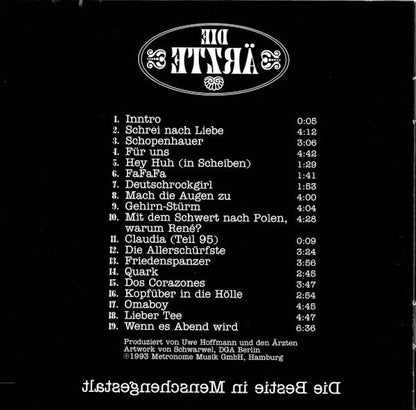 DIE
ÄRZTE
1. Inntro 0:05
2. Schrei nach Liebe 4:12
3. Schopenhauer 3:06
4. Für uns 4:42
5. Hey Huh (in Scheiben) 1:29
6. FaFaFa 1:41
7. Deutschrockgirl 1:53
8. Mach die Augen zu 4:00
9. Gehirn-Stürm 4:04
10. Mit dem Schwert nach Polen, 4:28
warum René?
11. Claudia (Teil 95) 0:09
12. Die Allerschürfste 3:24
13. Friedenspanzer 3:56
14. Quark 2:45
15. Dos Corazones 3:47
16. Kopfüber in die Hölle 2:54
17. Omaboy 4:45
18. Lieber Tee 4:47
19. Wenn es Abend wird 6:36
Produziert von Uwe Hoffmann und den Ärzten
Artwork von Schwarwel, DGA Berlin
℗1993 Metronome Musik GmbH, Hamburg
Die Bestie in Menschengestalt